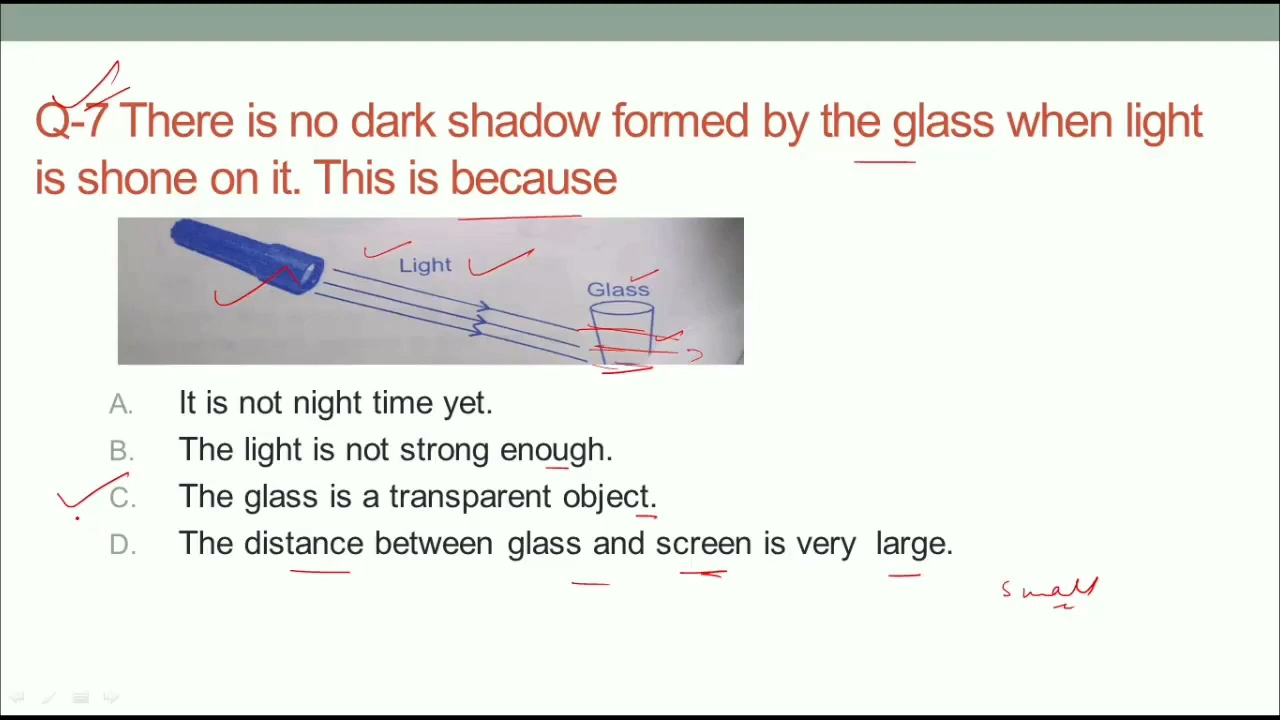 Q-7 There is no dark shadow formed by the glass when light
is shone on it. This is because
Light
Glass
A. It is not night time yet.
B. The light is not strong enough.
C. The glass is a transparent object.
D. The distance between glass and screen is very large.
small